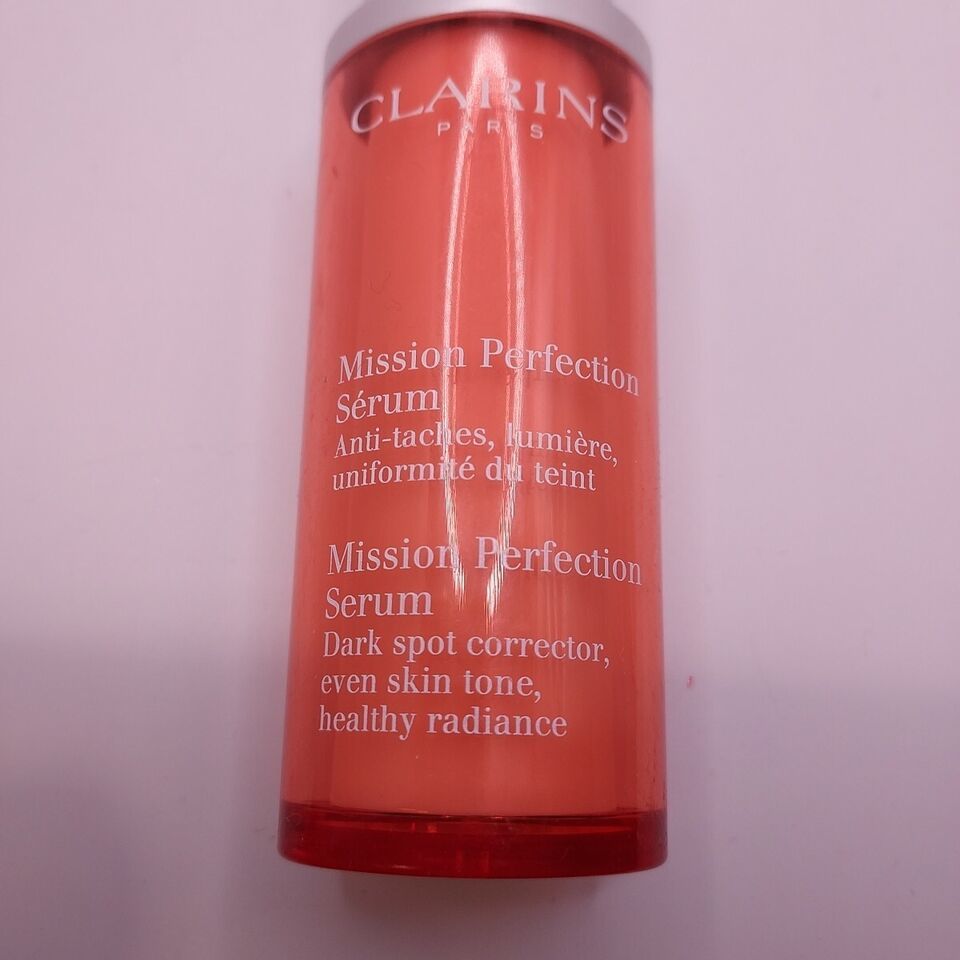 CLARINS
PARIS
Mission Perfection
Sérum
Anti-taches, lumière,
uniformité du teint
Mission Perfection
Serum
Dark spot corrector,
even skin tone,
healthy radiance